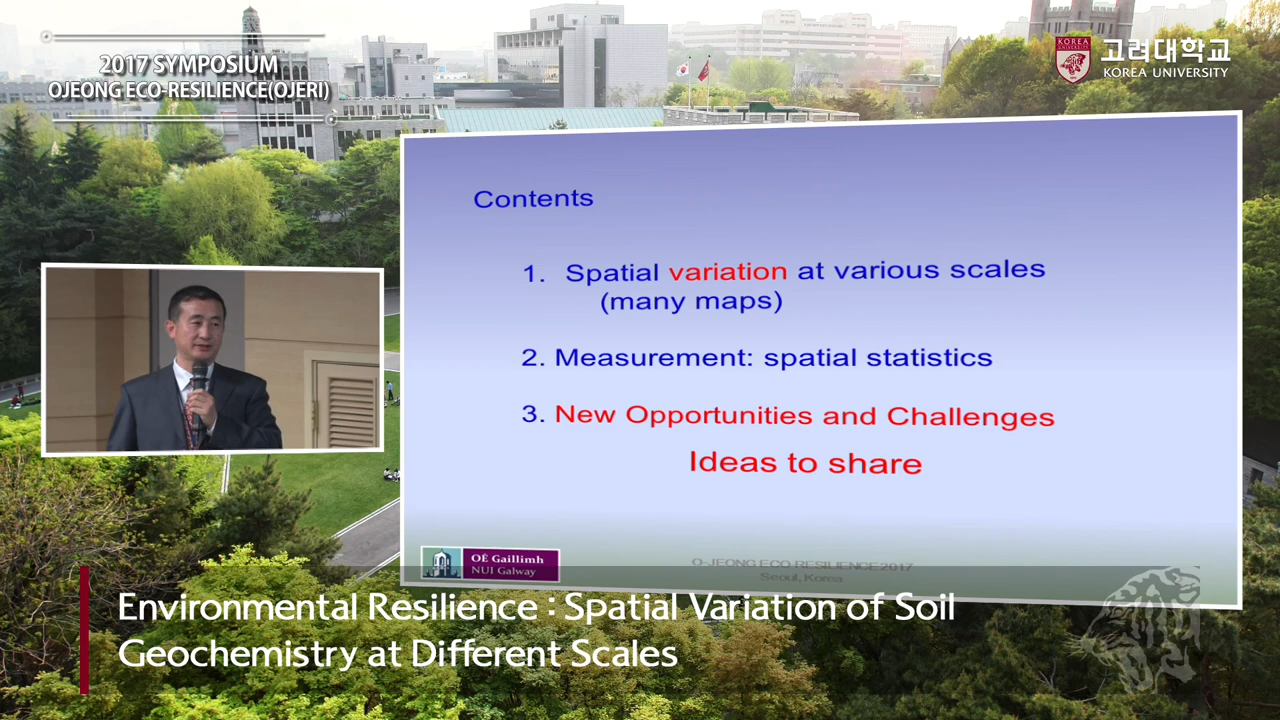 2017 SYMPOSIUM
OJEONG ECO-RESILIENCE(OJERI)
KOREA
UNIVERSITY
고려대학교
KOREA UNIVERSITY
Contents
1. Spatial variation at various scales
(many maps)
2. Measurement: spatial statistics
3. New Opportunities and Challenges
Ideas to share
OÉ Gaillimh
NUI Galway
O-JEONG ECO-RESILIENCE 2017
Seoul, Korea
Environmental Resilience : Spatial Variation of Soil
Geochemistry at Different Scales